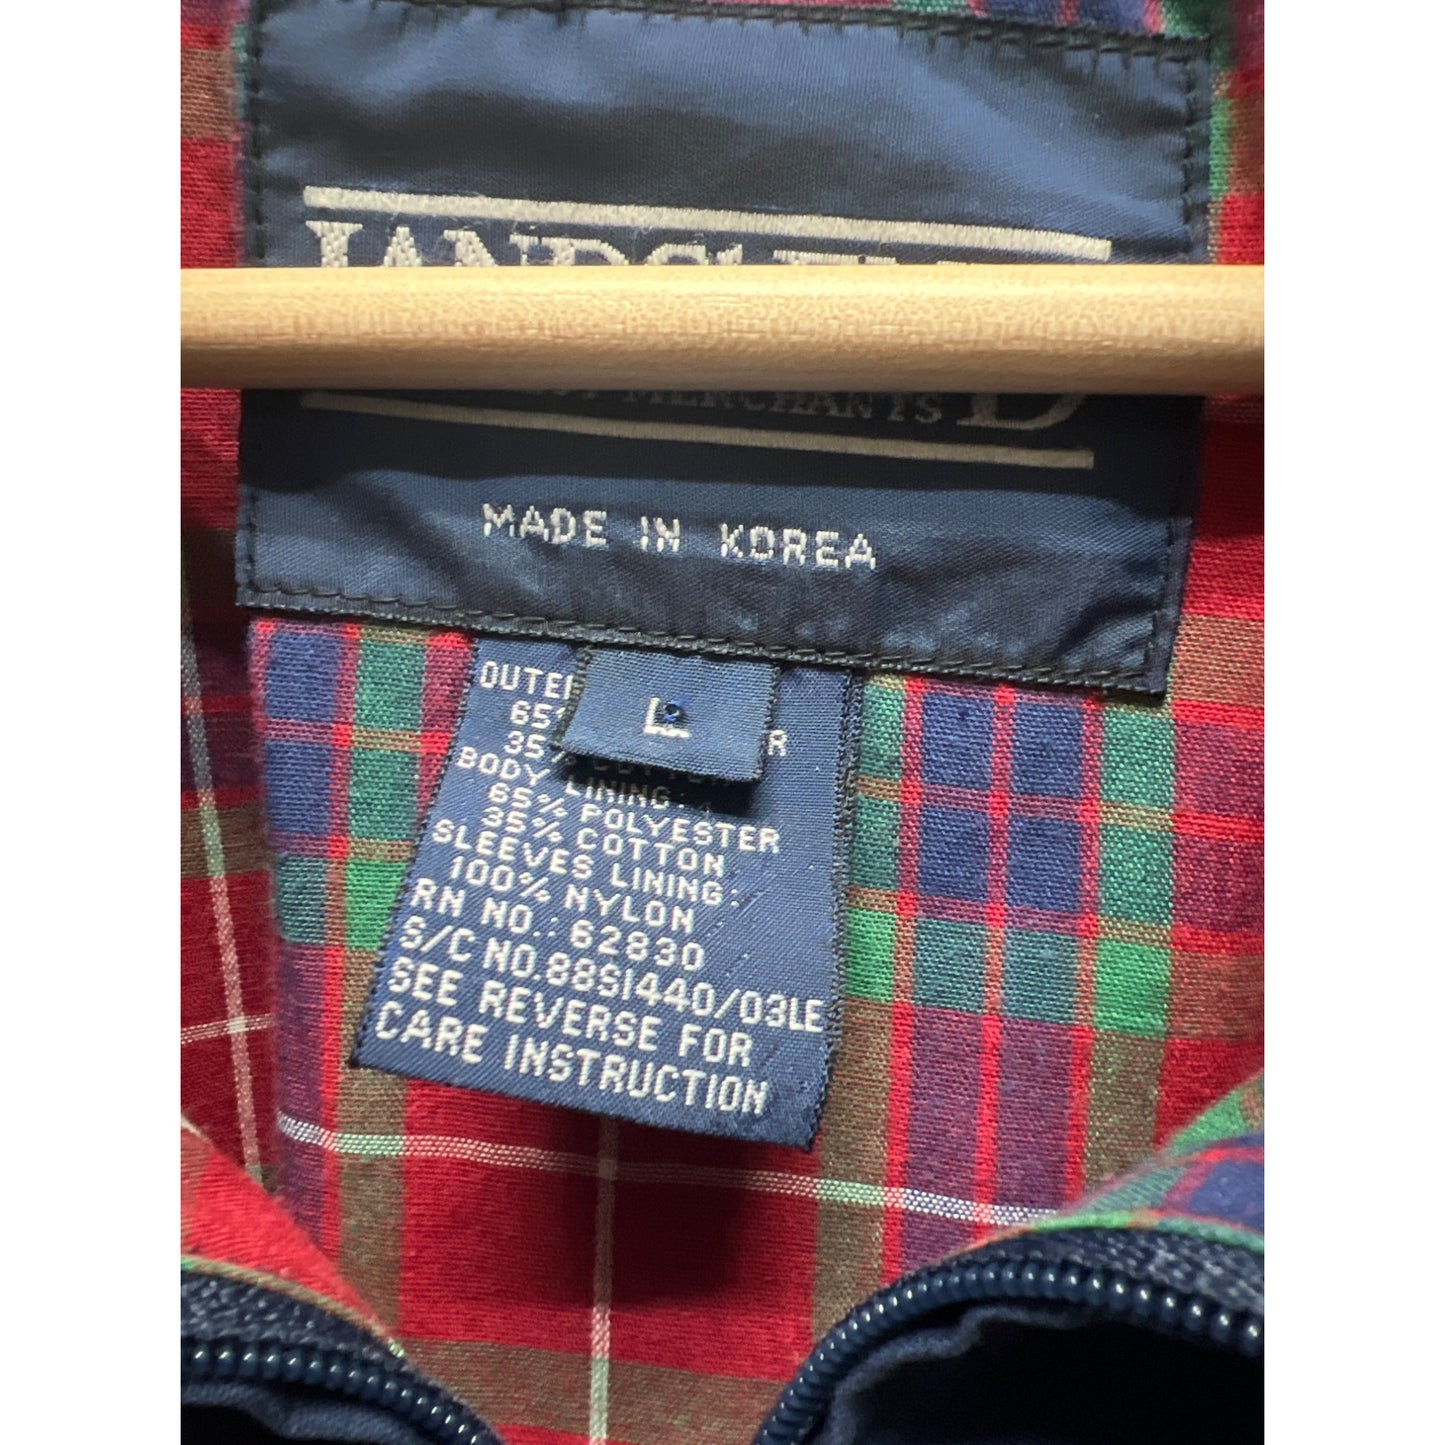 MADE IN KOREA
L
35%
BODY LINING:
65% POLYESTER
35% COTTON
SLEEVES LINING:
100% NYLON
RN NO.: 62830
S/C NO.88S1440/03LE
SEE REVERSE FOR
CARE INSTRUCTION